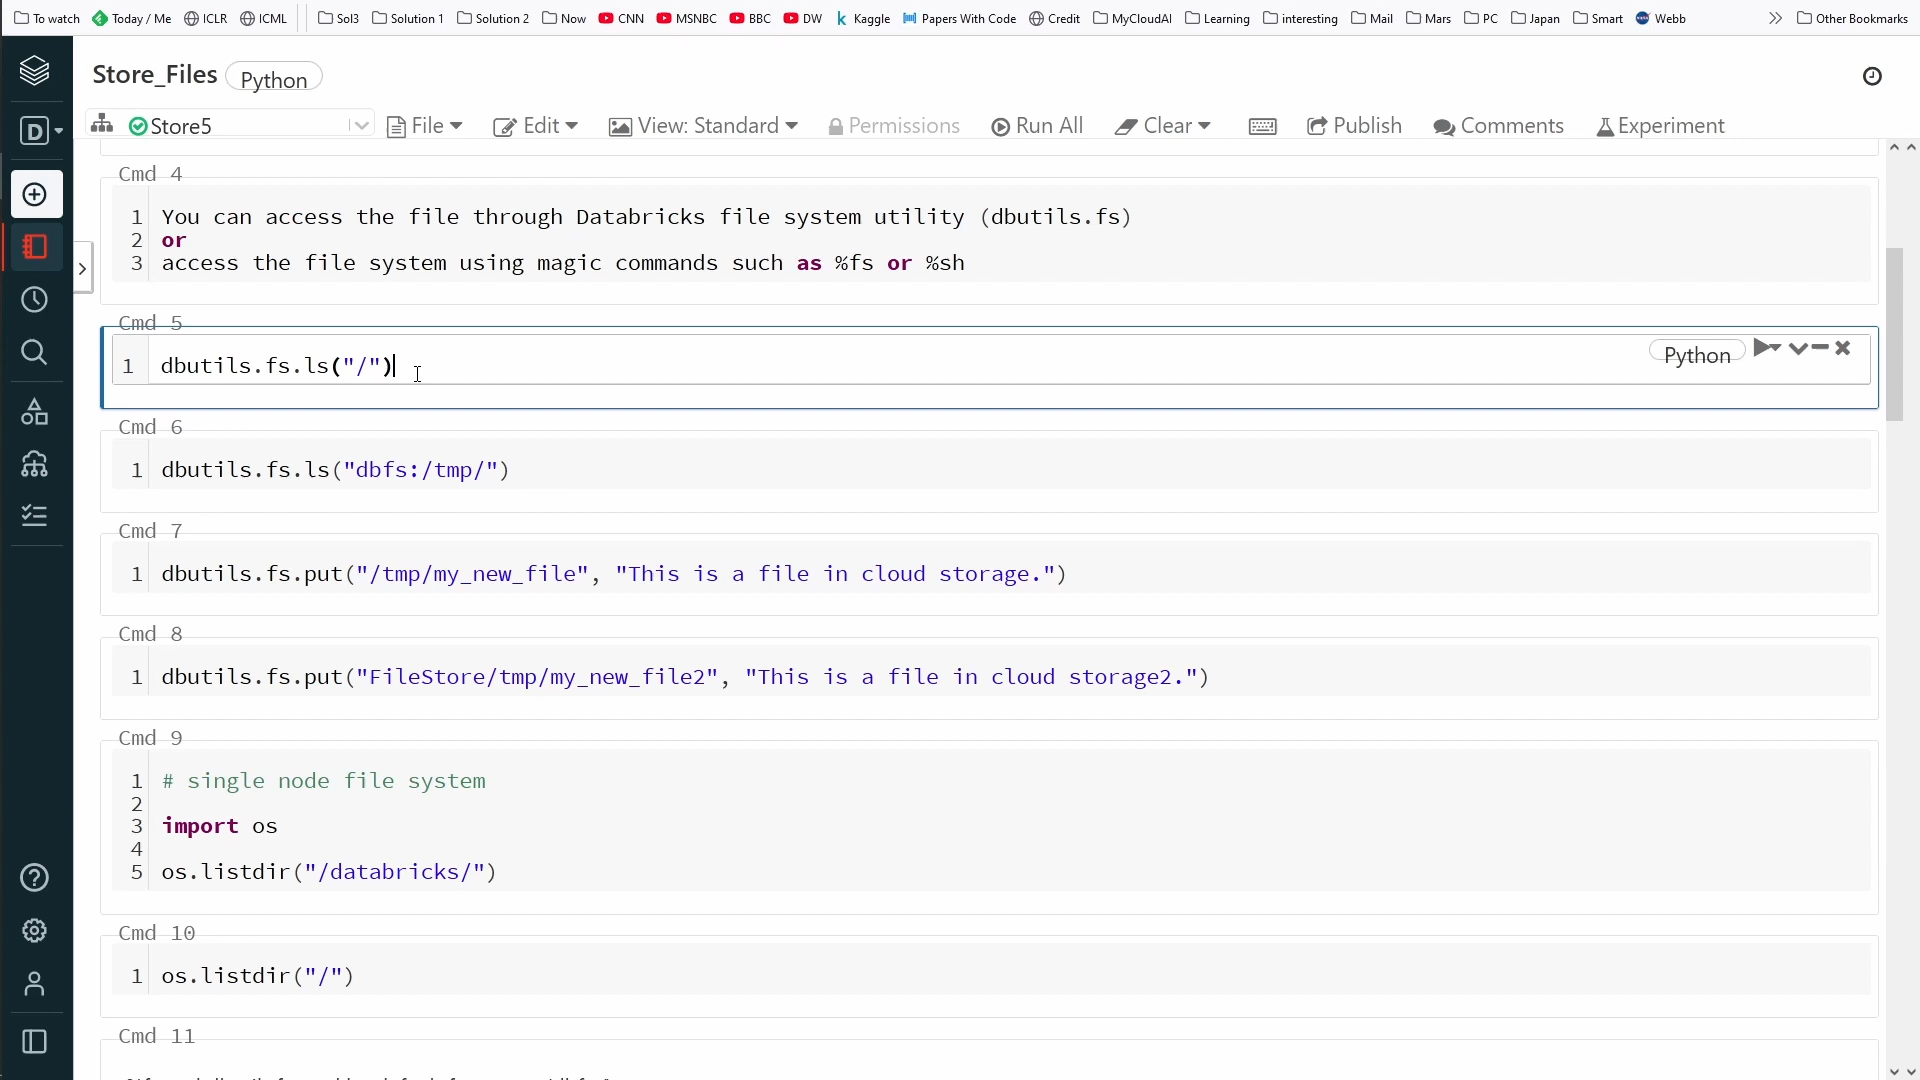 To watch Today / Me ICLR ICML Sol3 Solution 1 Solution 2 Now CNN MSNBC BBC DW Kaggle Papers With Code Credit MyCloudAI Learning interesting Mail Mars PC Japan Smart Webb Other Bookmarks
Store_Files Python
D
Store5 File Edit View: Standard Permissions Run All Clear Publish Comments Experiment
Cmd 4
1 You can access the file through Databricks file system utility (dbutils.fs)
2 or
3 access the file system using magic commands such as %fs or %sh
Cmd 5
1 dbutils.fs.ls("/")
Python
Cmd 6
1 dbutils.fs.ls("dbfs:/tmp/")
Cmd 7
1 dbutils.fs.put("/tmp/my_new_file", "This is a file in cloud storage.")
Cmd 8
1 dbutils.fs.put("FileStore/tmp/my_new_file2", "This is a file in cloud storage2.")
Cmd 9
1 # single node file system
2
3 import os
4
5 os.listdir("/databricks/")
Cmd 10
1 os.listdir("/")
Cmd 11